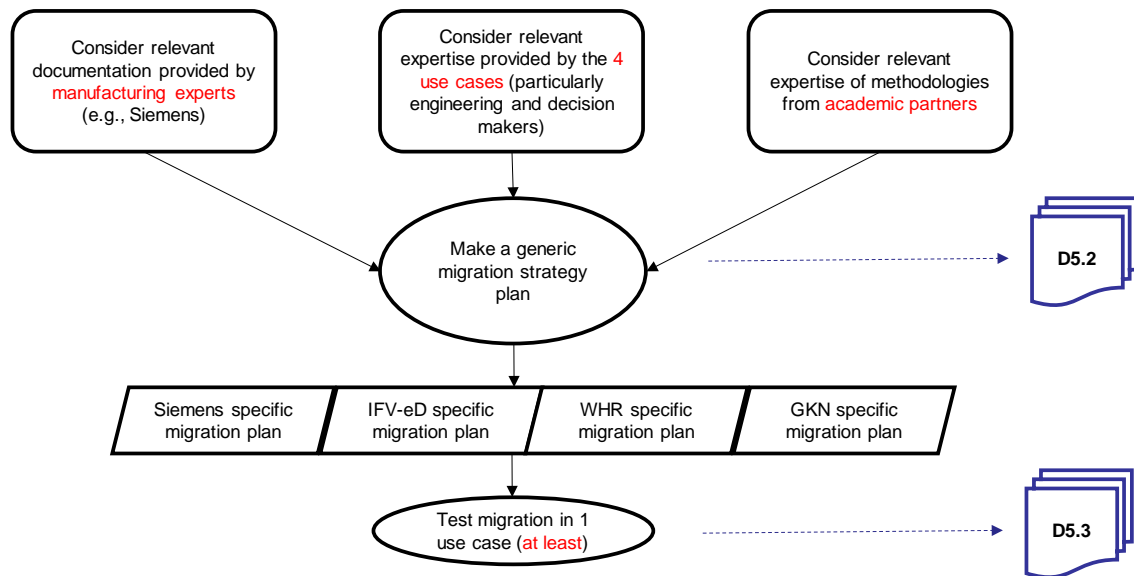 Consider relevant
documentation provided by
manufacturing experts
(e.g., Siemens)
Consider relevant
expertise provided by the 4
use cases (particularly
engineering and decision
makers)
Consider relevant
expertise of methodologies
from academic partners
Make a generic
migration strategy
plan
D5.2
Siemens specific
migration plan
IFV-eD specific
migration plan
WHR specific
migration plan
GKN specific
migration plan
Test migration in 1
use case (at least)
D5.3